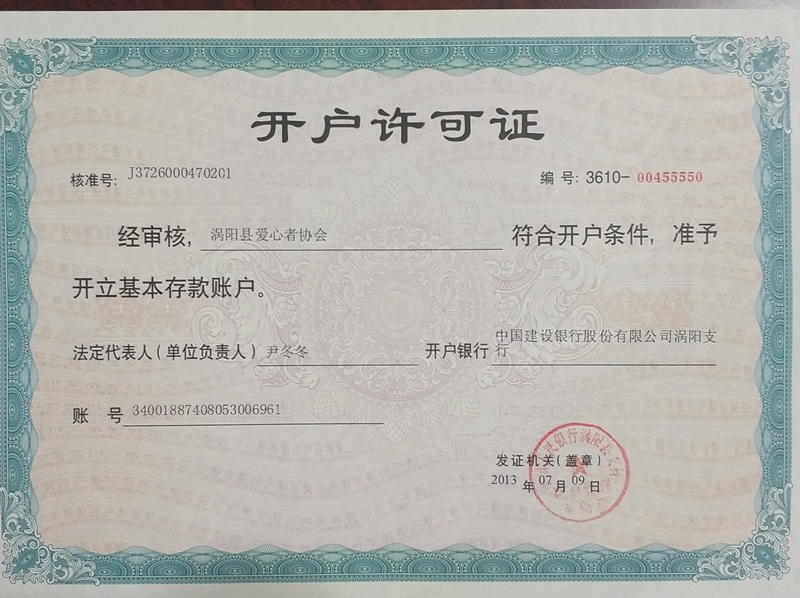 开户许可证
核准号: J3726000470201 编 号: 3610-00455550
经审核, 涡阳县爱心者协会 符合开户条件, 准予
开立基本存款账户。
法定代表人(单位负责人) 尹冬冬 开户银行 中国建设银行股份有限公司涡阳支
行
账 号 34001887408053006961
发证机关(盖章)
2013 年 07 月 09 日